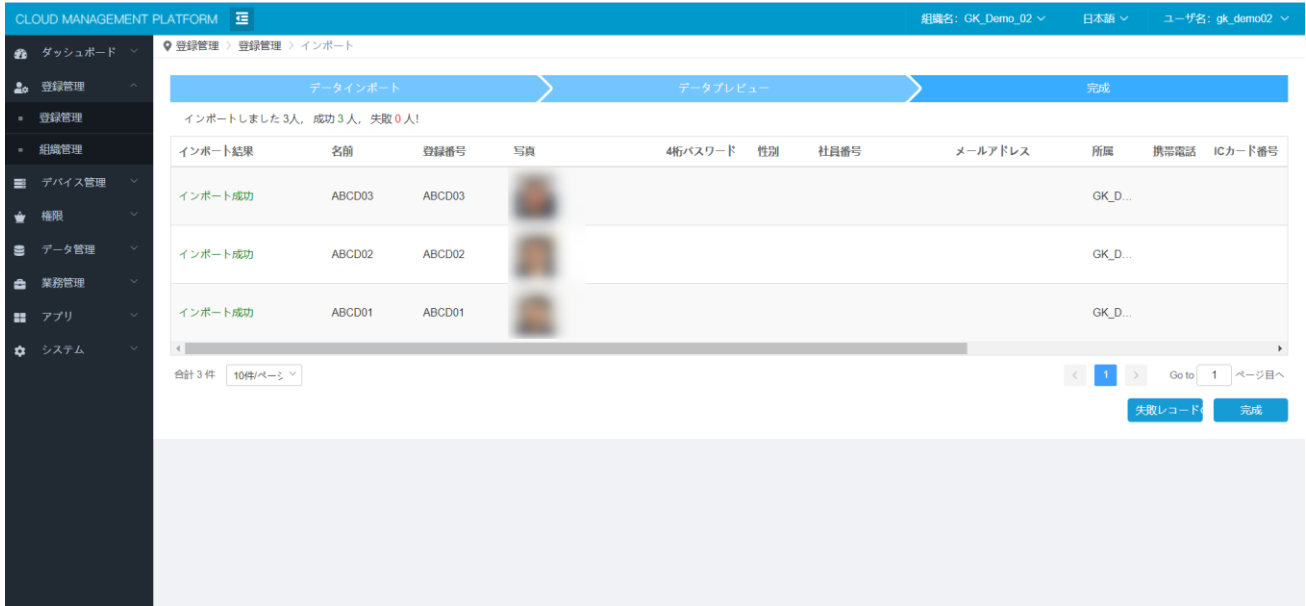 CLOUD MANAGEMENT PLATFORM 組織名: GK_Demo_02 日本語 ユーザ名: gk_demo02
ダッシュボード
登録管理 > 登録管理 > インポート
登録管理
登録管理
組織管理
デバイス管理
権限
データ管理
業務管理
アプリ
システム
データインポート データプレビュー 完成
インポートしました 3人, 成功 3 人, 失敗 0 人!
インポート結果 名前 登録番号 写真 4桁パスワード 性別 社員番号 メールアドレス 所属 携帯電話 ICカード番号
インポート成功 ABCD03 ABCD03 GK_D...
インポート成功 ABCD02 ABCD02 GK_D...
インポート成功 ABCD01 ABCD01 GK_D...
合計 3 件 10件/ページ < 1 > Go to 1 ページ目へ
失敗レコード 完成